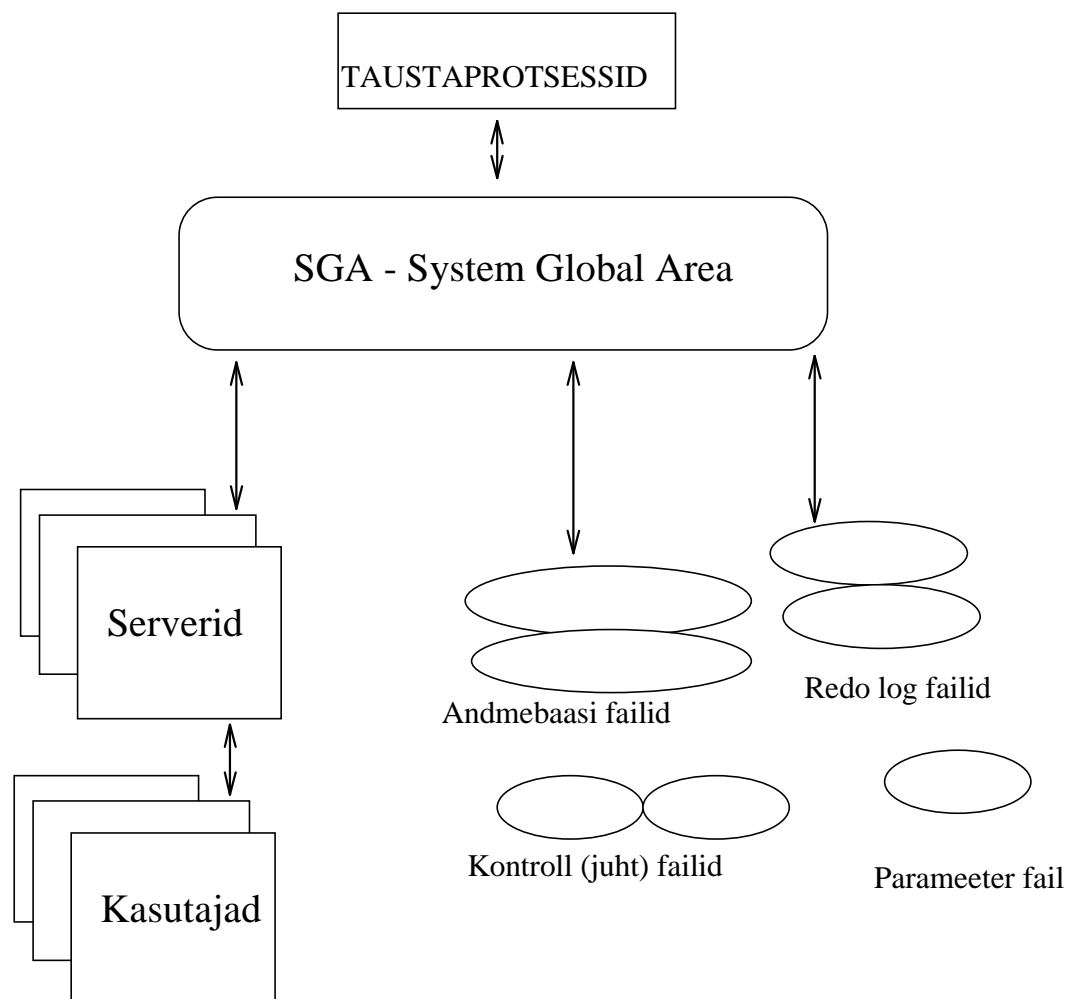 TAUSTAPROTSESSID
SGA - System Global Area
Serverid
Redo log failid
Andmebaasi failid
Kontroll (juht) failid
Parameeter fail
Kasutajad